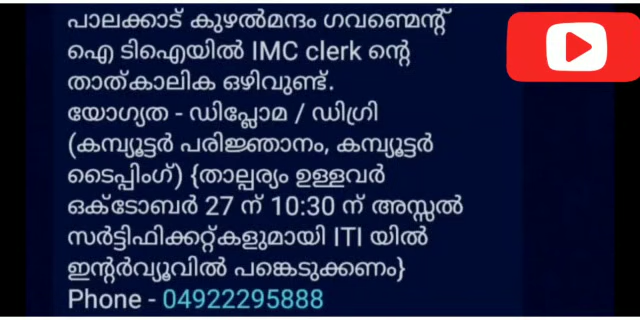 പാലക്കാട് കുഴൽമന്ദം ഗവണ്മെന്റ്
ഐ ടിഐയിൽ IMC clerk ന്റെ
താത്കാലിക ഒഴിവുണ്ട്.
യോഗ്യത - ഡിപ്ലോമ / ഡിഗ്രി
(കമ്പ്യൂട്ടർ പരിജ്ഞാനം, കമ്പ്യൂട്ടർ
ടൈപ്പിംഗ്) {താല്പര്യം ഉള്ളവർ
ഒക്ടോബർ 27 ന് 10:30 ന് അസ്സൽ
സർട്ടിഫിക്കറ്റ്കളുമായി ITI യിൽ
ഇന്റർവ്യൂവിൽ പങ്കെടുക്കണം}
Phone - 04922295888